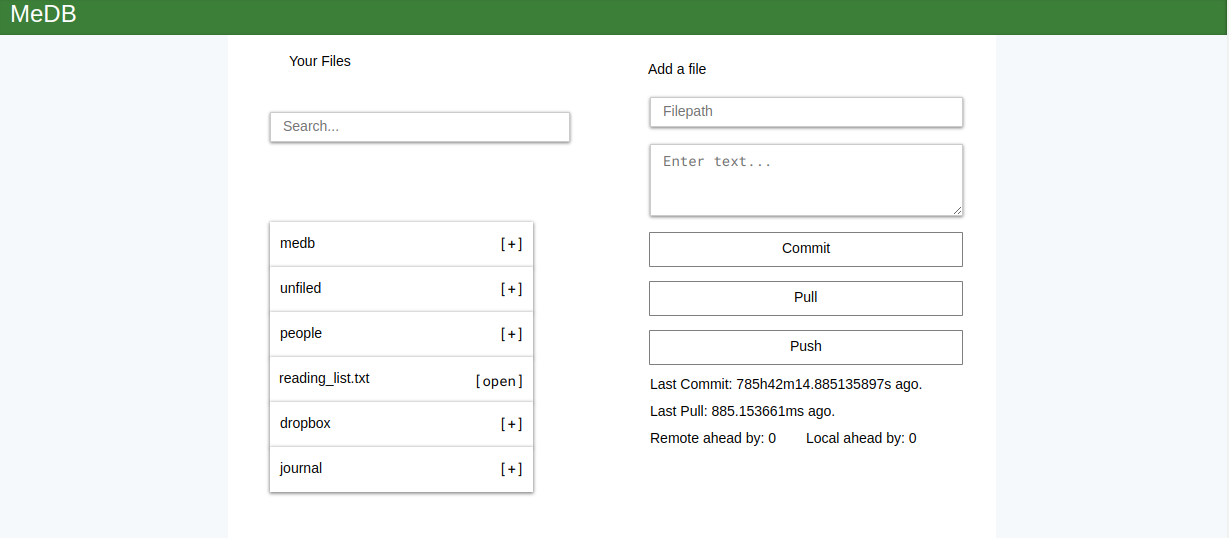 MeDB
Your Files
Search...
medb [+]
unfiled [+]
people [+]
reading_list.txt [open]
dropbox [+]
journal [+]
Add a file
Filepath
Enter text...
Commit
Pull
Push
Last Commit: 785h42m14.885135897s ago.
Last Pull: 885.153661ms ago.
Remote ahead by: 0 Local ahead by: 0